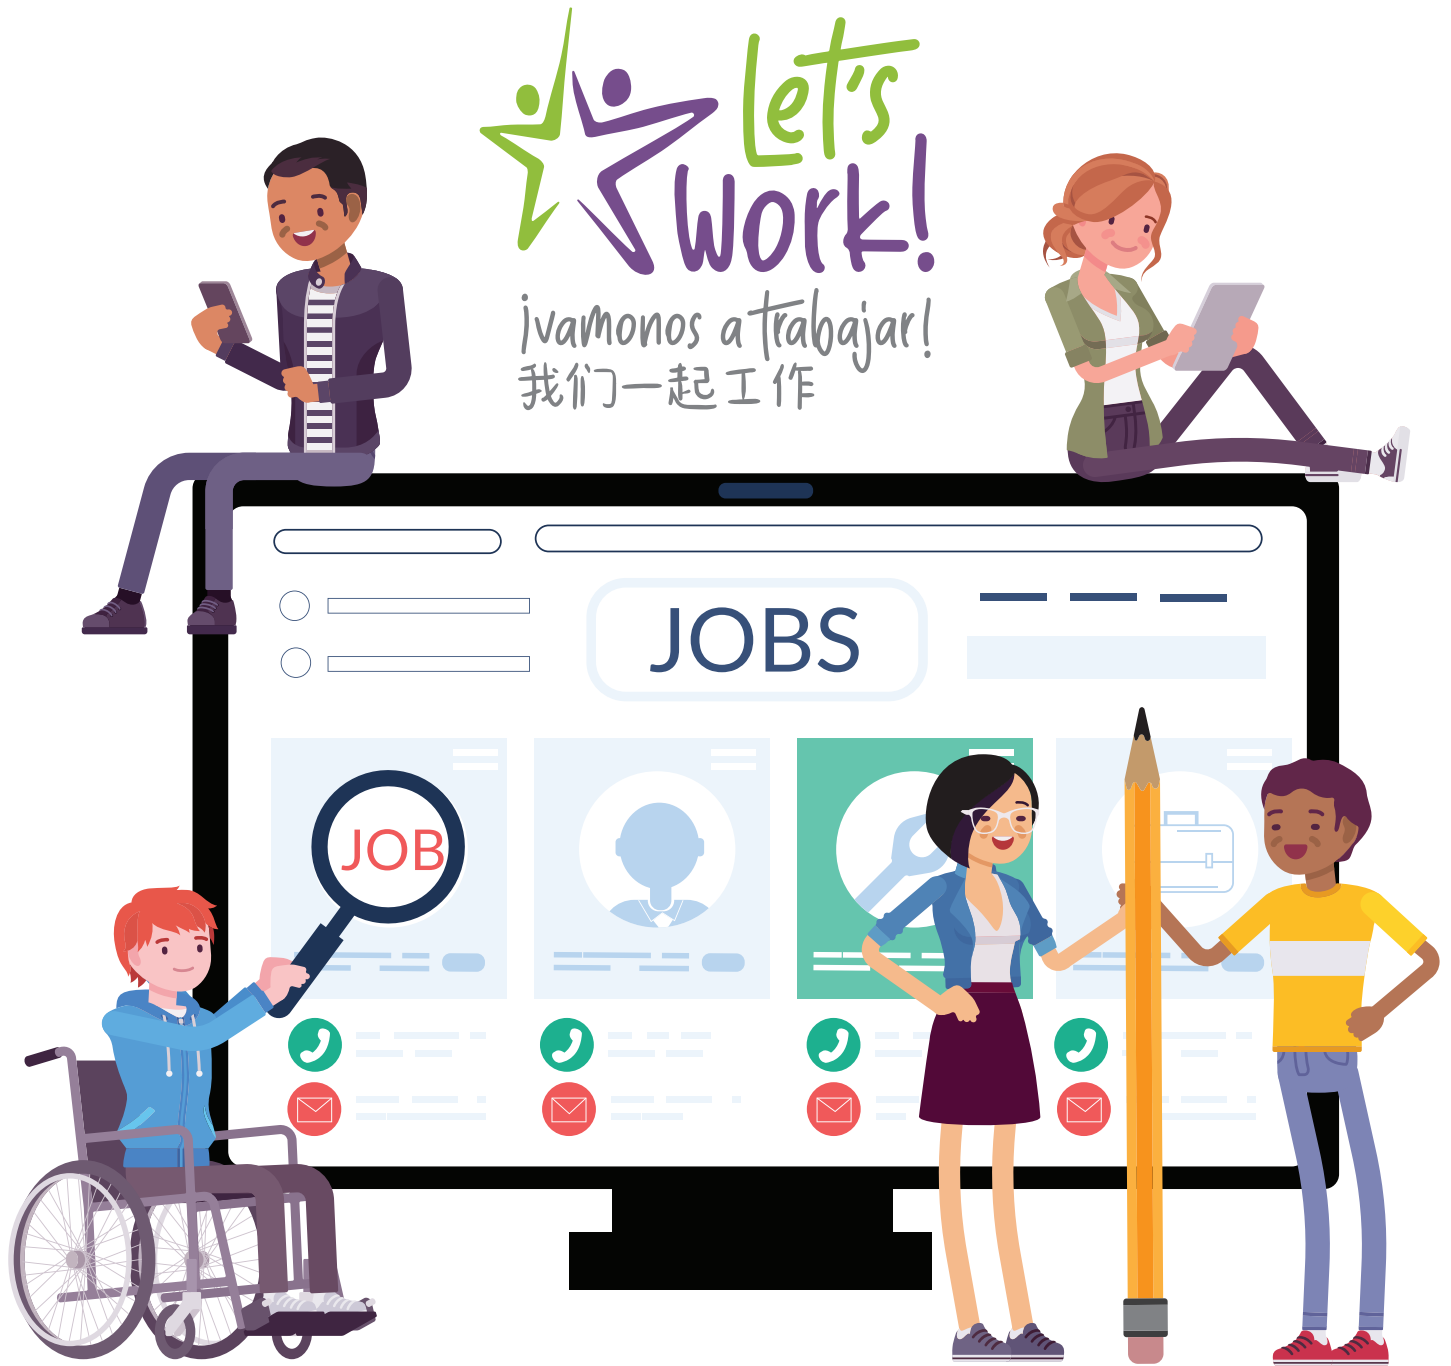 Let's
Work!
¡vamonos a trabajar!
我们一起工作
JOBS
JOB